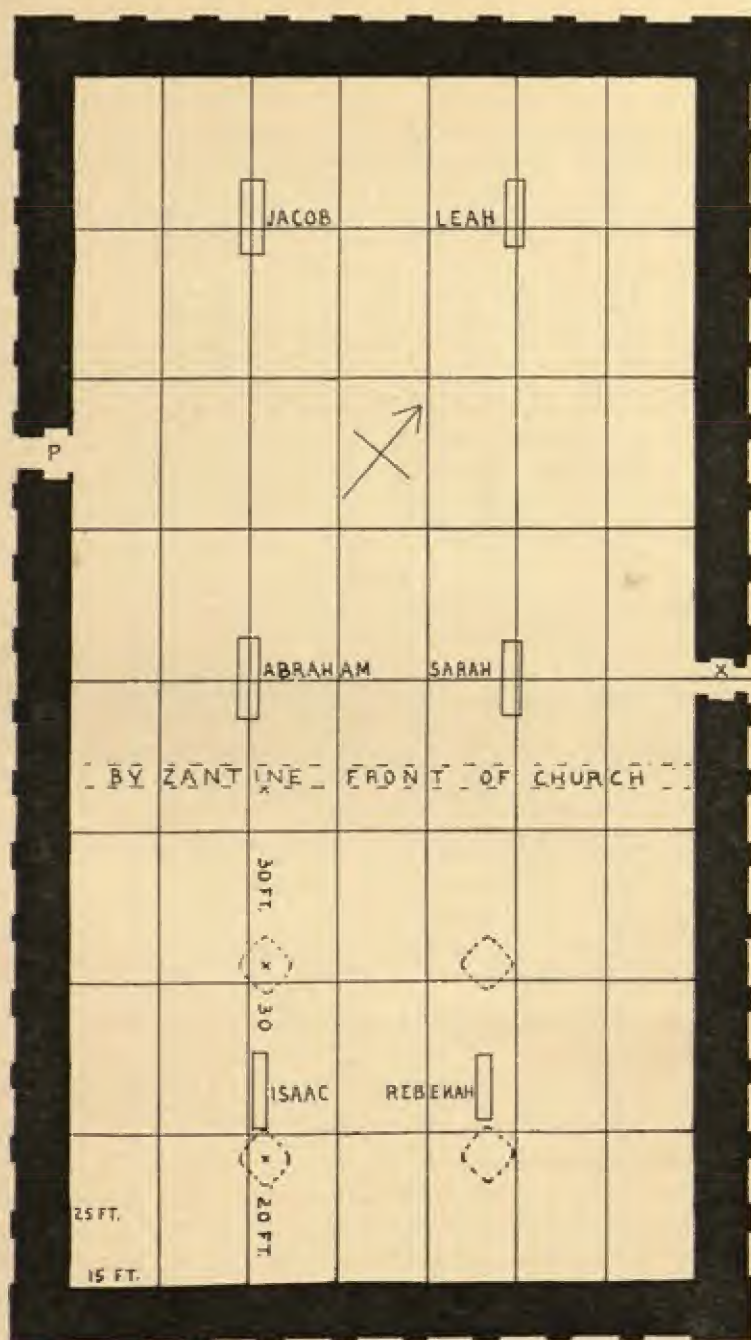 JACOB LEAH
P
ABRAHAM SARAH X
BYZANTINE FRONT OF CHURCH
x
30 FT.
x
30
ISAAC REBEKAH
x
20 FT.
25 FT.
15 FT.